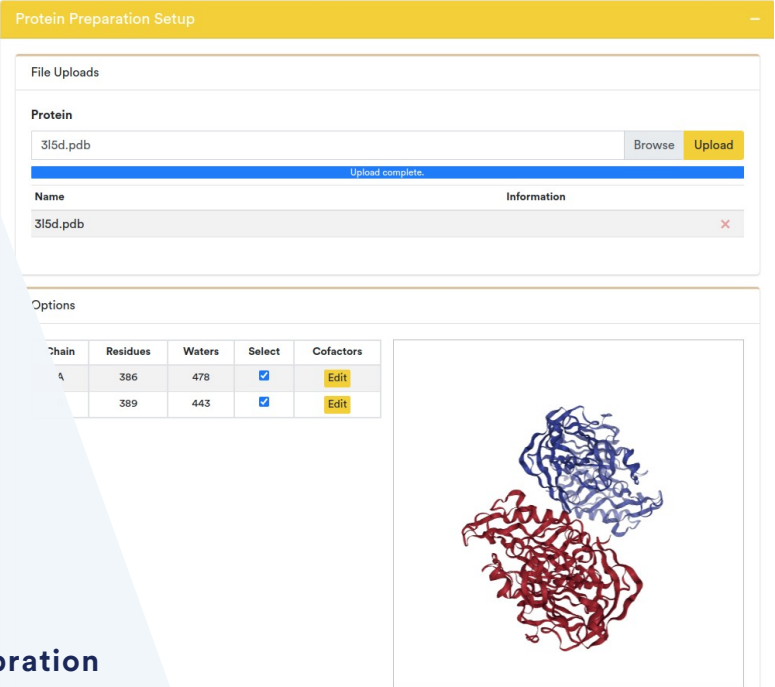 Protein Preparation Setup
File Uploads
Protein
3l5d.pdb Browse Upload
Upload complete.
Name Information
3l5d.pdb ×
Options
Chain Residues Waters Select Cofactors
A 386 478 Edit
389 443 Edit